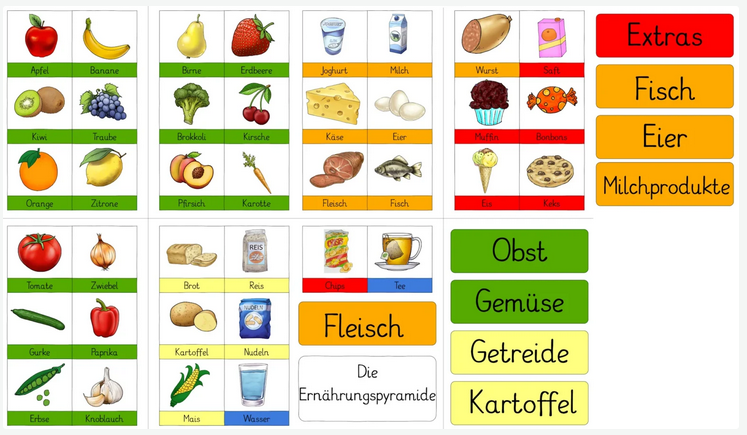 Apfel Banane
Kiwi Traube
Orange Zitrone
Birne Erdbeere
Brokkoli Kirsche
Pfirsich Karotte
Joghurt Milch
Käse Eier
Fleisch Fisch
Wurst Saft
Muffin Bonbons
Eis Keks
Extras
Fisch
Eier
Milchprodukte
Tomate Zwiebel
Gurke Paprika
Erbse Knoblauch
Brot REIS Reis
Kartoffel NUDELN Nudeln
Mais Wasser
Chips Tee
Fleisch
Die
Ernährungspyramide
Obst
Gemüse
Getreide
Kartoffel